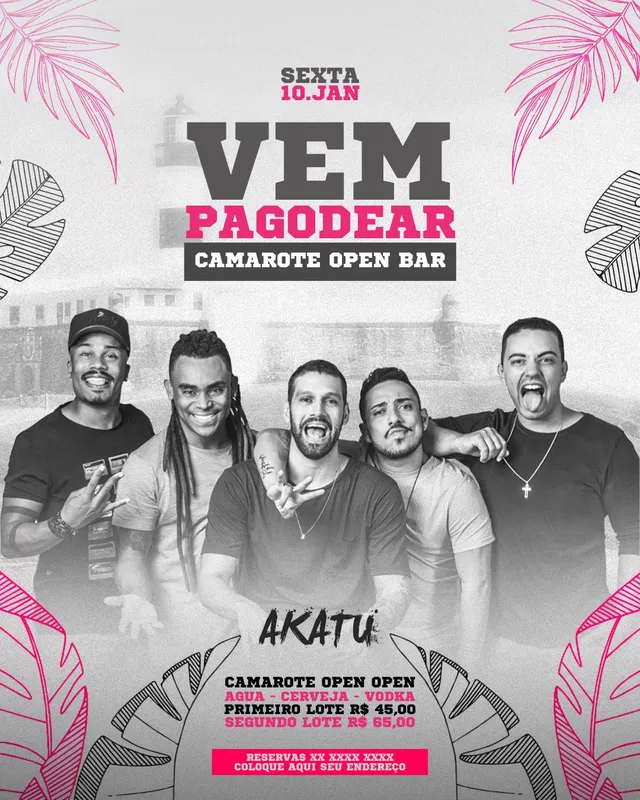 SEXTA
10.JAN
VEM
PAGODEAR
CAMAROTE OPEN BAR
AKATU
CAMAROTE OPEN OPEN
AGUA - CERVEJA - VODKA
PRIMEIRO LOTE R$ 45,00
SEGUNDO LOTE R$ 65,00
RESERVAS XX XXXX XXXX
COLOQUE AQUI SEU ENDEREÇO